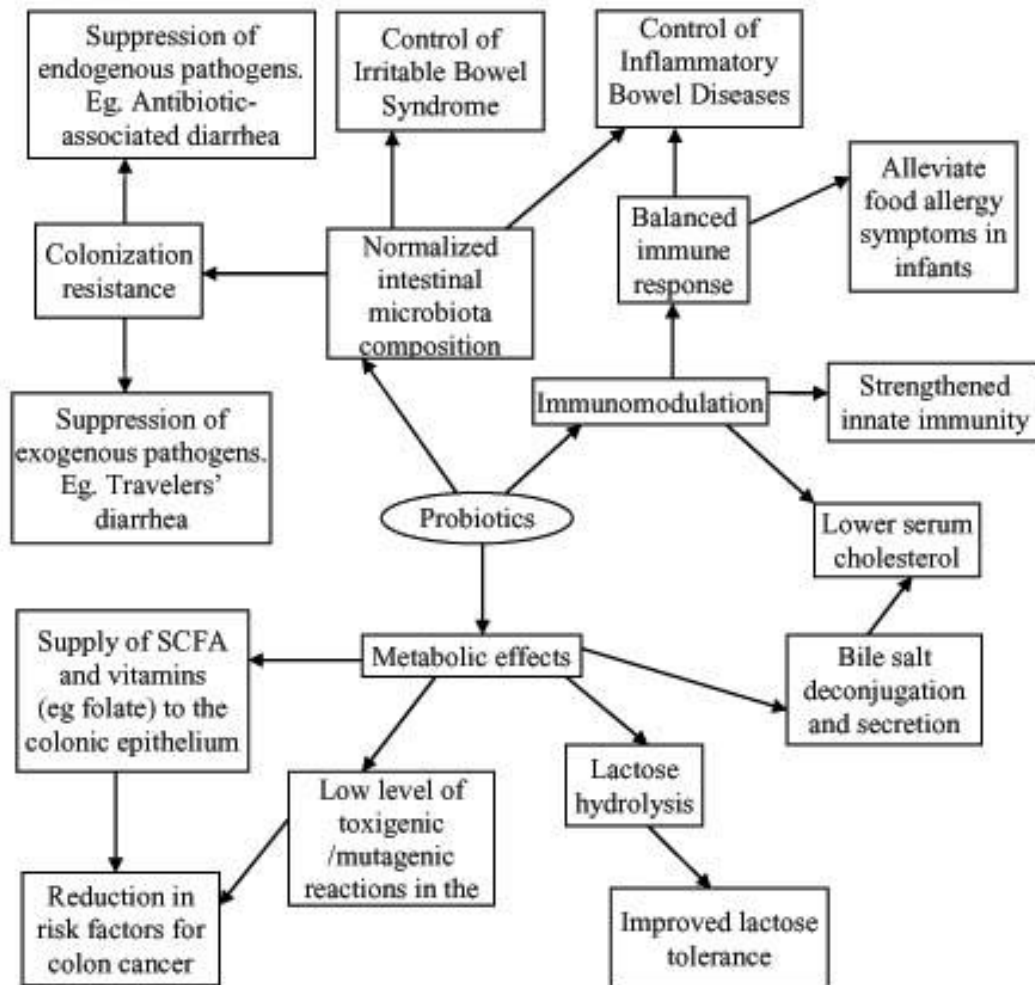 Suppression of
endogenous pathogens.
Eg. Antibiotic-
associated diarrhea
Control of
Irritable Bowel
Syndrome
Control of
Inflammatory
Bowel Diseases
Alleviate
food allergy
symptoms in
infants
Balanced
immune
response
Colonization
resistance
Normalized
intestinal
microbiota
composition
Immunomodulation
Strengthened
innate immunity
Suppression of
exogenous pathogens.
Eg. Travelers’
diarrhea
Probiotics
Lower serum
cholesterol
Supply of SCFA
and vitamins
(eg folate) to the
colonic epithelium
Metabolic effects
Bile salt
deconjugation
and secretion
Low level of
toxigenic
/mutagenic
reactions in the
Lactose
hydrolysis
Reduction in
risk factors for
colon cancer
Improved lactose
tolerance